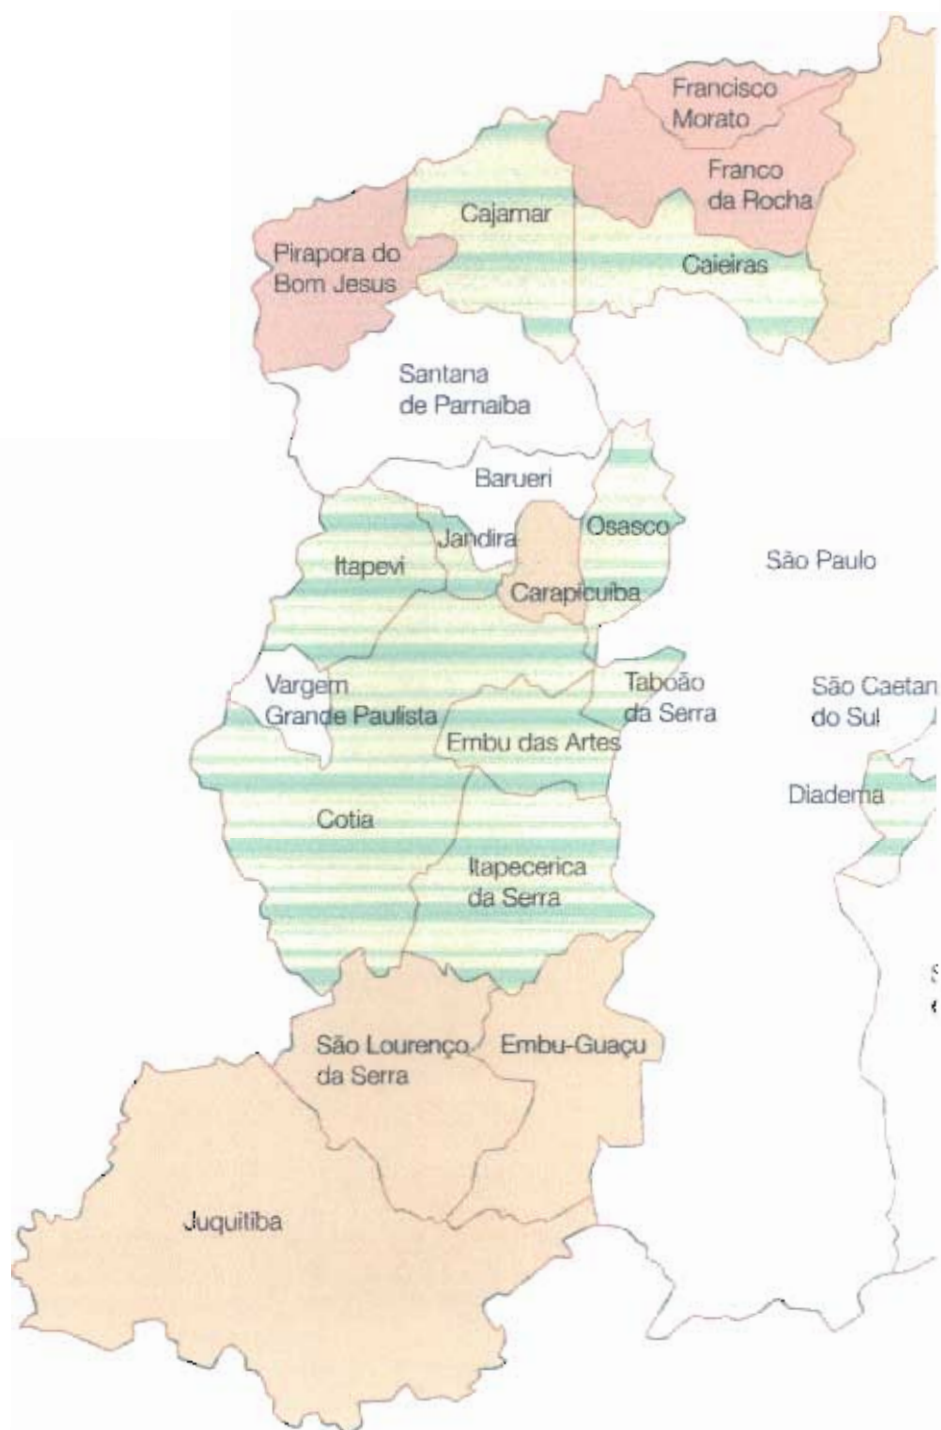 Francisco
Morato
Franco
da Rocha
Cajamar
Caieiras
Pirapora do
Bom Jesus
Santana
de Parnaíba
Barueri
Osasco
Jandira
Itapevi
Carapicuíba
São Paulo
Vargem
Grande Paulista
Taboão
da Serra
São Caetan
do Sul
Embu das Artes
Diadema
Cotia
Itapecerica
da Serra
São Lourenço
da Serra
Embu-Guaçu
Juquitiba